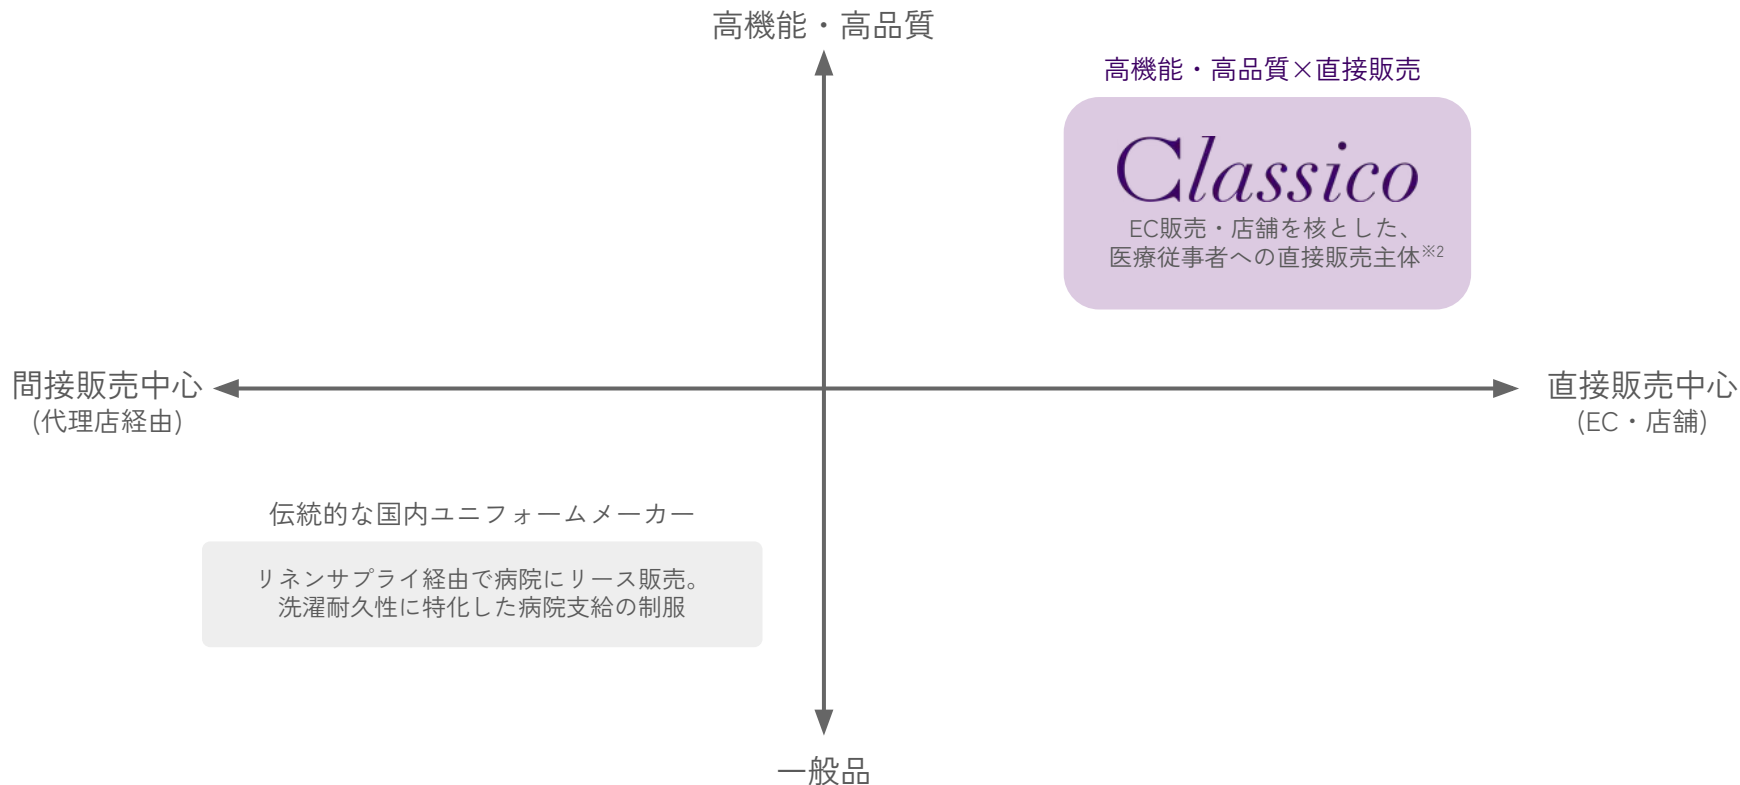 高機能・高品質
高機能・高品質×直接販売
Classico
EC販売・店舗を核とした、
医療従事者への直接販売主体※2
間接販売中心
(代理店経由)
直接販売中心
(EC・店舗)
伝統的な国内ユニフォームメーカー
リネンサプライ経由で病院にリース販売。
洗濯耐久性に特化した病院支給の制服
一般品